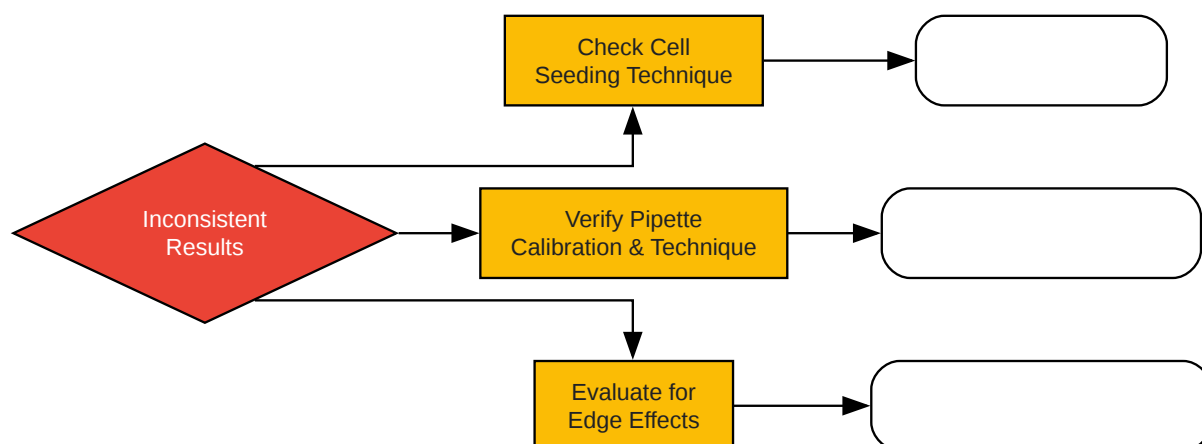 Check Cell
Seeding Technique
Inconsistent
Results
Verify Pipette
Calibration & Technique
Evaluate for
Edge Effects